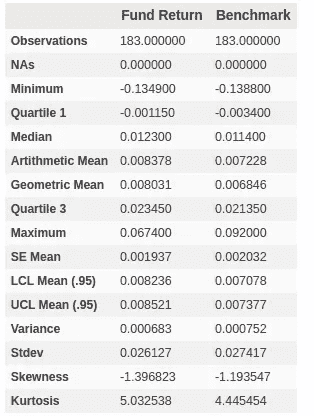 Fund Return Benchmark
Observations 183.000000 183.000000
NAs 0.000000 0.000000
Minimum -0.134900 -0.138800
Quartile 1 -0.001150 -0.003400
Median 0.012300 0.011400
Artithmetic Mean 0.008378 0.007228
Geometric Mean 0.008031 0.006846
Quartile 3 0.023450 0.021350
Maximum 0.067400 0.092000
SE Mean 0.001937 0.002032
LCL Mean (.95) 0.008236 0.007078
UCL Mean (.95) 0.008521 0.007377
Variance 0.000683 0.000752
Stdev 0.026127 0.027417
Skewness -1.396823 -1.193547
Kurtosis 5.032538 4.445454